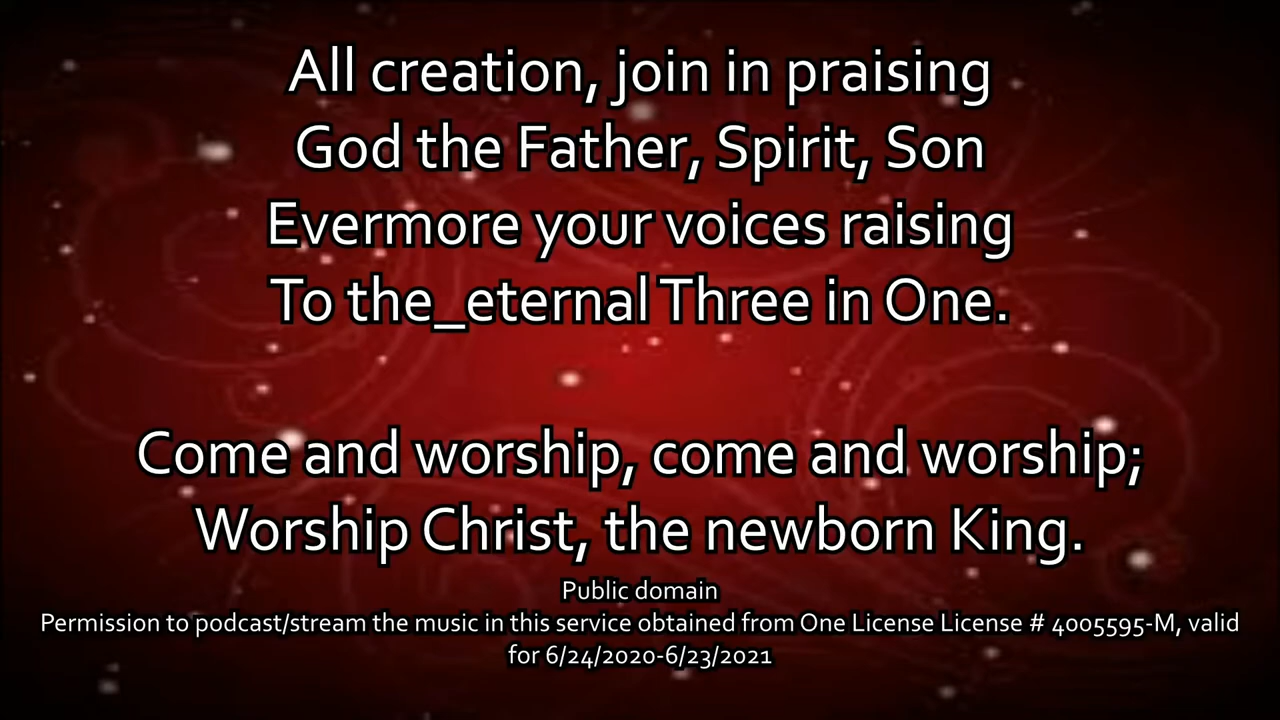 All creation, join in praising
God the Father, Spirit, Son
Evermore your voices raising
To the_eternal Three in One.
Come and worship, come and worship;
Worship Christ, the newborn King.
Public domain
Permission to podcast/stream the music in this service obtained from One License License # 4005595-M, valid
for 6/24/2020-6/23/2021